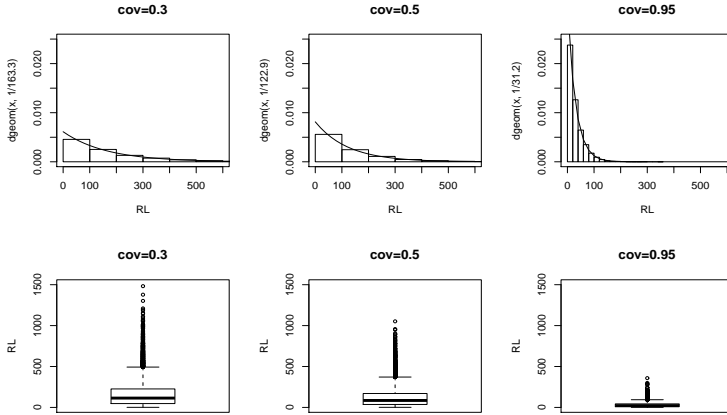 cov=0.3
dgeom(x, 1/163.3)
0.000 0.010 0.020
0 100 300 500
RL
cov=0.5
dgeom(x, 1/122.9)
0.000 0.010 0.020
0 100 300 500
RL
cov=0.95
dgeom(x, 1/31.2)
0.000 0.010 0.020
0 100 300 500
RL
cov=0.3
RL
0 500 1000 1500
cov=0.5
RL
0 500 1000 1500
cov=0.95
RL
0 500 1000 1500